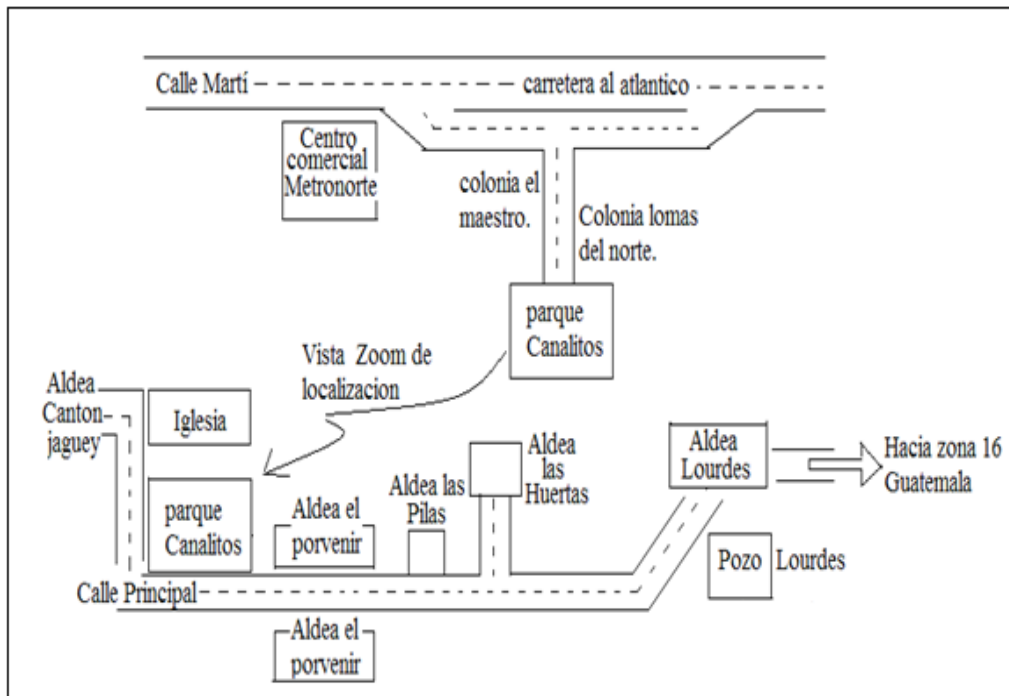 Calle Martí
carretera al atlantico
Centro
comercial
Metronorte
colonia el
maestro.
Colonia lomas
del norte.
parque
Canalitos
Vista Zoom de
localizacion
Aldea
Canton
jaguey
Iglesia
parque
Canalitos
Aldea el
porvenir
Aldea las
Pilas
Aldea
las
Huertas
Aldea
Lourdes
Hacia zona 16
Guatemala
Pozo
Lourdes
Calle Principal
Aldea el
porvenir